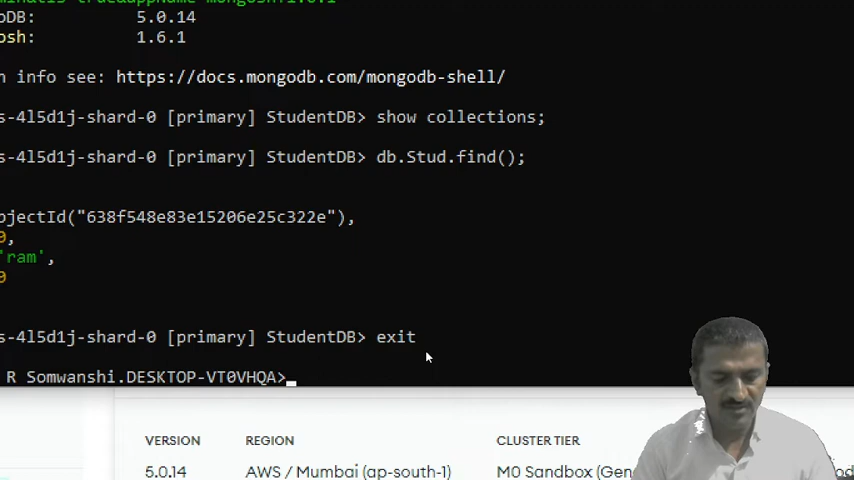 oDB: 5.0.14
osh: 1.6.1
n info see: https://docs.mongodb.com/mongodb-shell/
s-4l5d1j-shard-0 [primary] StudentDB> show collections;
s-4l5d1j-shard-0 [primary] StudentDB> db.Stud.find();
ojectId("638f548e83e15206e25c322e"),
0,
'ram',
0
s-4l5d1j-shard-0 [primary] StudentDB> exit
R Somwanshi.DESKTOP-VT0VHQA>
VERSION REGION CLUSTER TIER
5.0.14 AWS / Mumbai (ap-south-1) M0 Sandbox (Gen